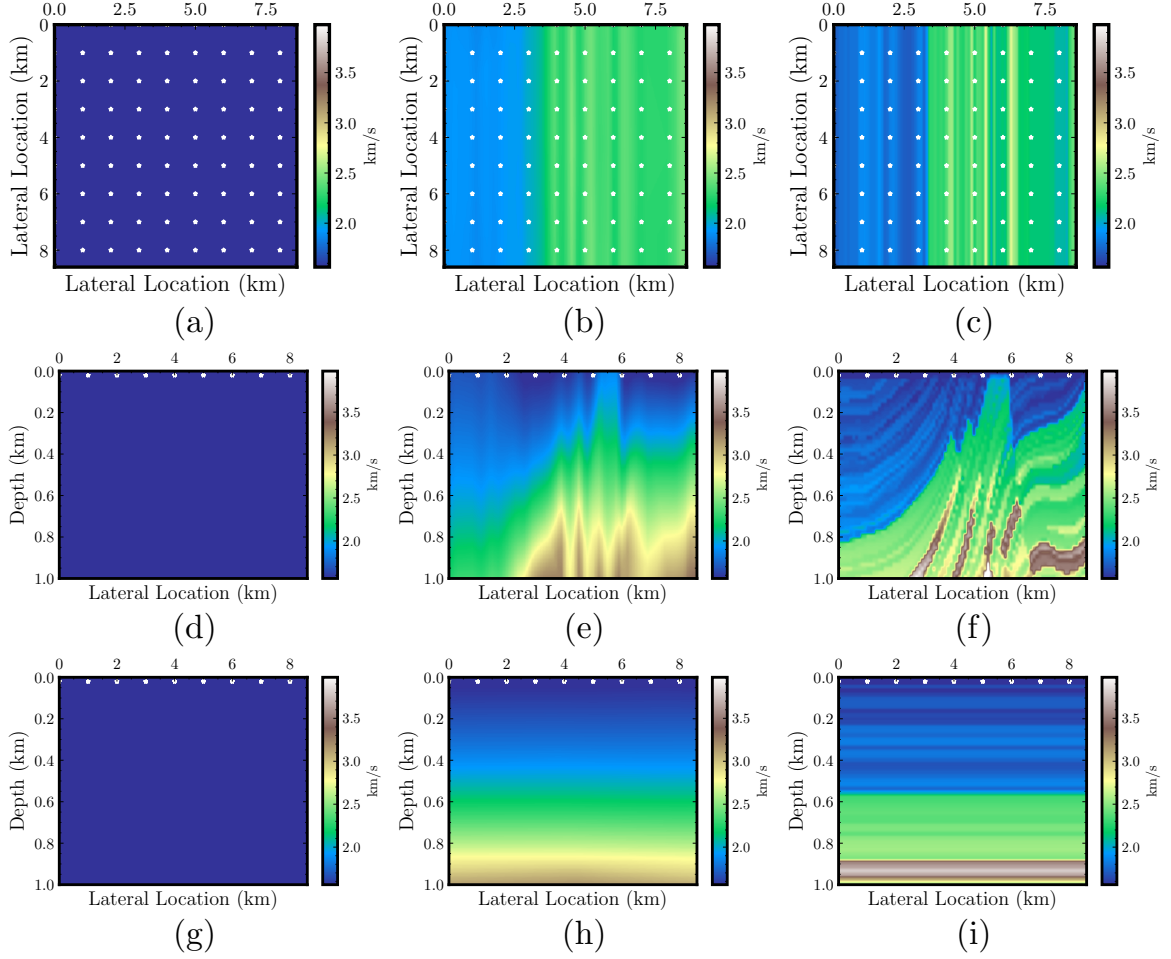 0.0 2.5 5.0 7.5 0.0 2.5 5.0 7.5 0.0 2.5 5.0 7.5
0 2 4 6 8 Lateral Location (km) 3.5 3.0 2.5 2.0 km/s
0 2 4 6 8 Lateral Location (km) 3.5 3.0 2.5 2.0 km/s
0 2 4 6 8 Lateral Location (km) 3.5 3.0 2.5 2.0 km/s
Lateral Location (km) Lateral Location (km) Lateral Location (km)
(a) (b) (c)
0 2 4 6 8 0 2 4 6 8 0 2 4 6 8
0.0 0.2 0.4 0.6 0.8 1.0 Depth (km) 3.5 3.0 2.5 2.0 km/s
0.0 0.2 0.4 0.6 0.8 1.0 Depth (km) 3.5 3.0 2.5 2.0 km/s
0.0 0.2 0.4 0.6 0.8 1.0 Depth (km) 3.5 3.0 2.5 2.0 km/s
Lateral Location (km) Lateral Location (km) Lateral Location (km)
(d) (e) (f)
0 2 4 6 8 0 2 4 6 8 0 2 4 6 8
0.0 0.2 0.4 0.6 0.8 1.0 Depth (km) 3.5 3.0 2.5 2.0 km/s
0.0 0.2 0.4 0.6 0.8 1.0 Depth (km) 3.5 3.0 2.5 2.0 km/s
0.0 0.2 0.4 0.6 0.8 1.0 Depth (km) 3.5 3.0 2.5 2.0 km/s
Lateral Location (km) Lateral Location (km) Lateral Location (km)
(g) (h) (i)